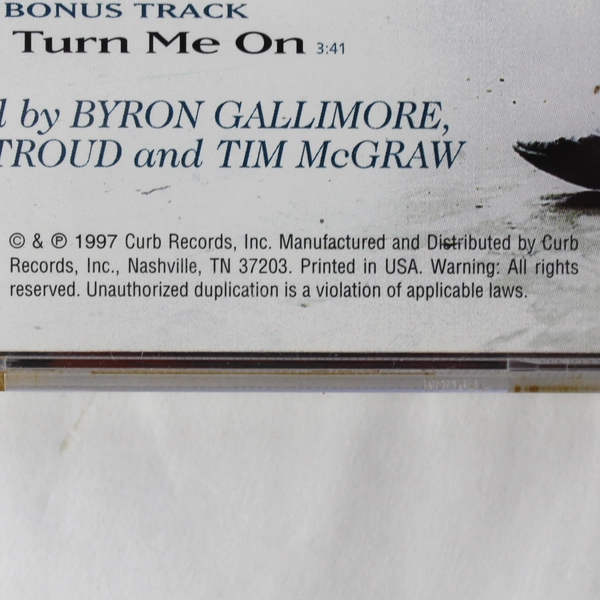 BONUS TRACK
Turn Me On 3:41
by BYRON GALLIMORE,
TROUD and TIM McGRAW
© & ℗ 1997 Curb Records, Inc. Manufactured and Distributed by Curb
Records, Inc., Nashville, TN 37203. Printed in USA. Warning: All rights
reserved. Unauthorized duplication is a violation of applicable laws.